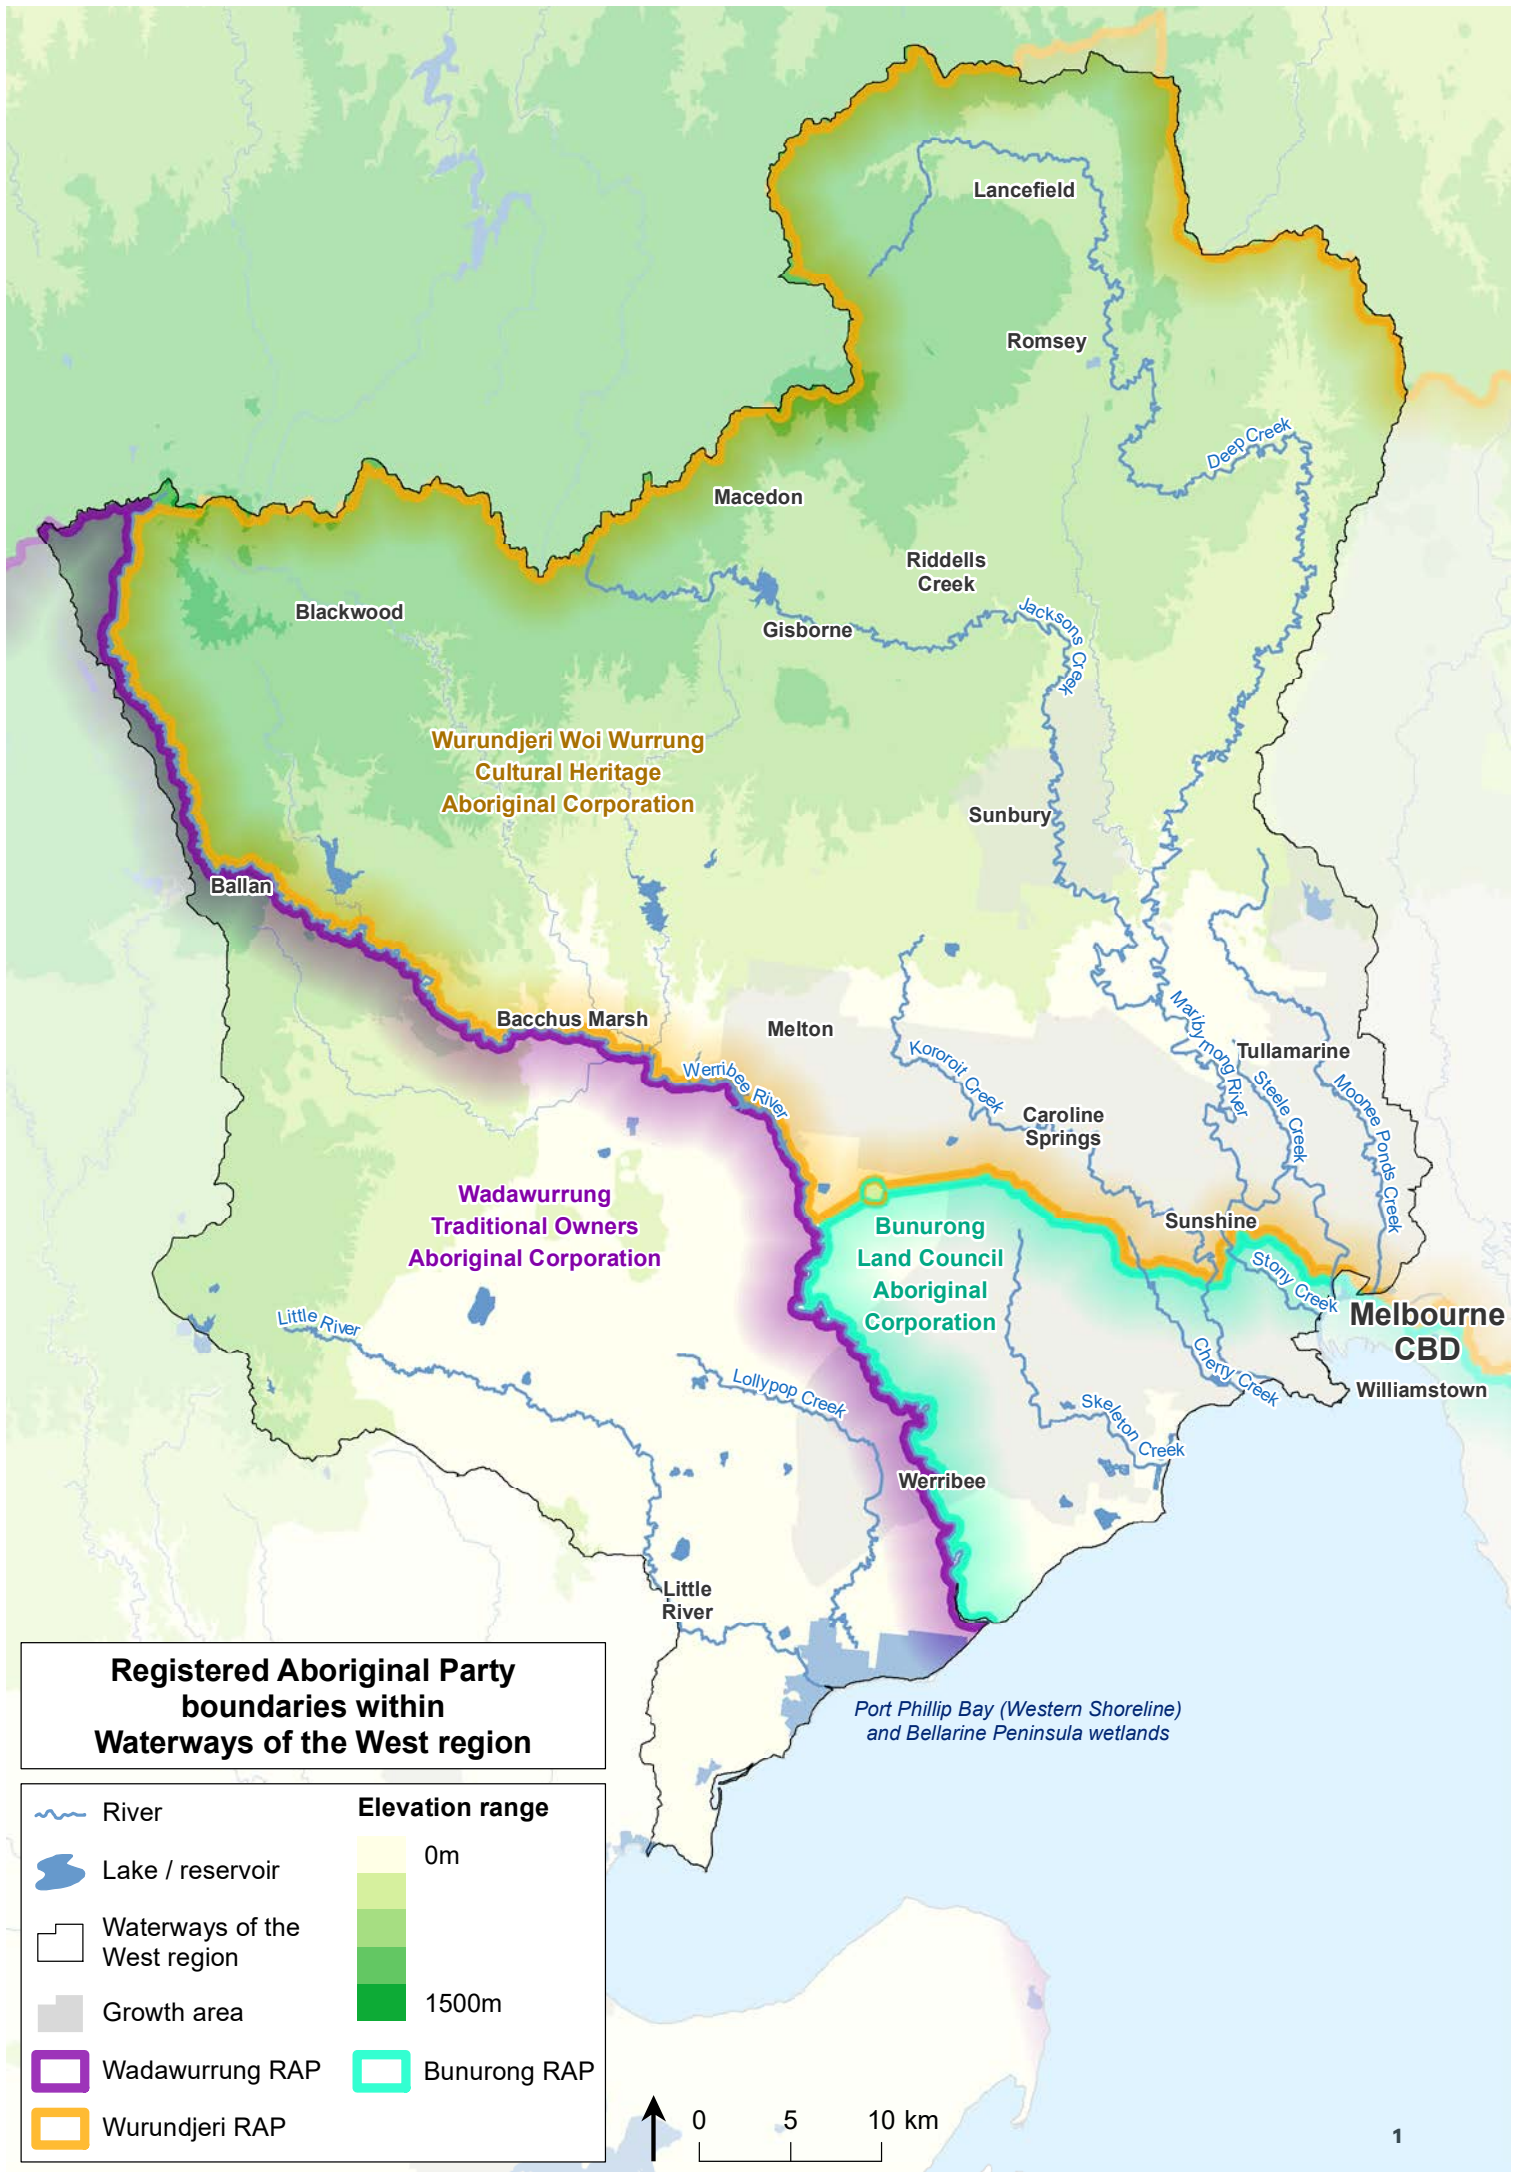 Lancefield
Romsey
Deep Creek
Macedon
Riddells
Creek
Blackwood
Gisborne
Jacksons Creek
Wurundjeri Woi Wurrung
Cultural Heritage
Aboriginal Corporation
Sunbury
Ballan
Bacchus Marsh
Melton
Maribyrnong River
Tullamarine
Kororoit Creek
Werribee River
Steele Creek
Moonee Ponds Creek
Caroline
Springs
Wadawurrung
Traditional Owners
Aboriginal Corporation
Bunurong
Land Council
Aboriginal
Corporation
Sunshine
Stony Creek
Little River
Melbourne
CBD
Lollypop Creek
Cherry Creek
Williamstown
Skeleton Creek
Werribee
Little
River
Port Phillip Bay (Western Shoreline)
and Bellarine Peninsula wetlands
Registered Aboriginal Party
boundaries within
Waterways of the West region
River
Lake / reservoir
Waterways of the
West region
Growth area
Wadawurrung RAP
Wurundjeri RAP
Elevation range
0m
1500m
Bunurong RAP
0 5 10 km
1